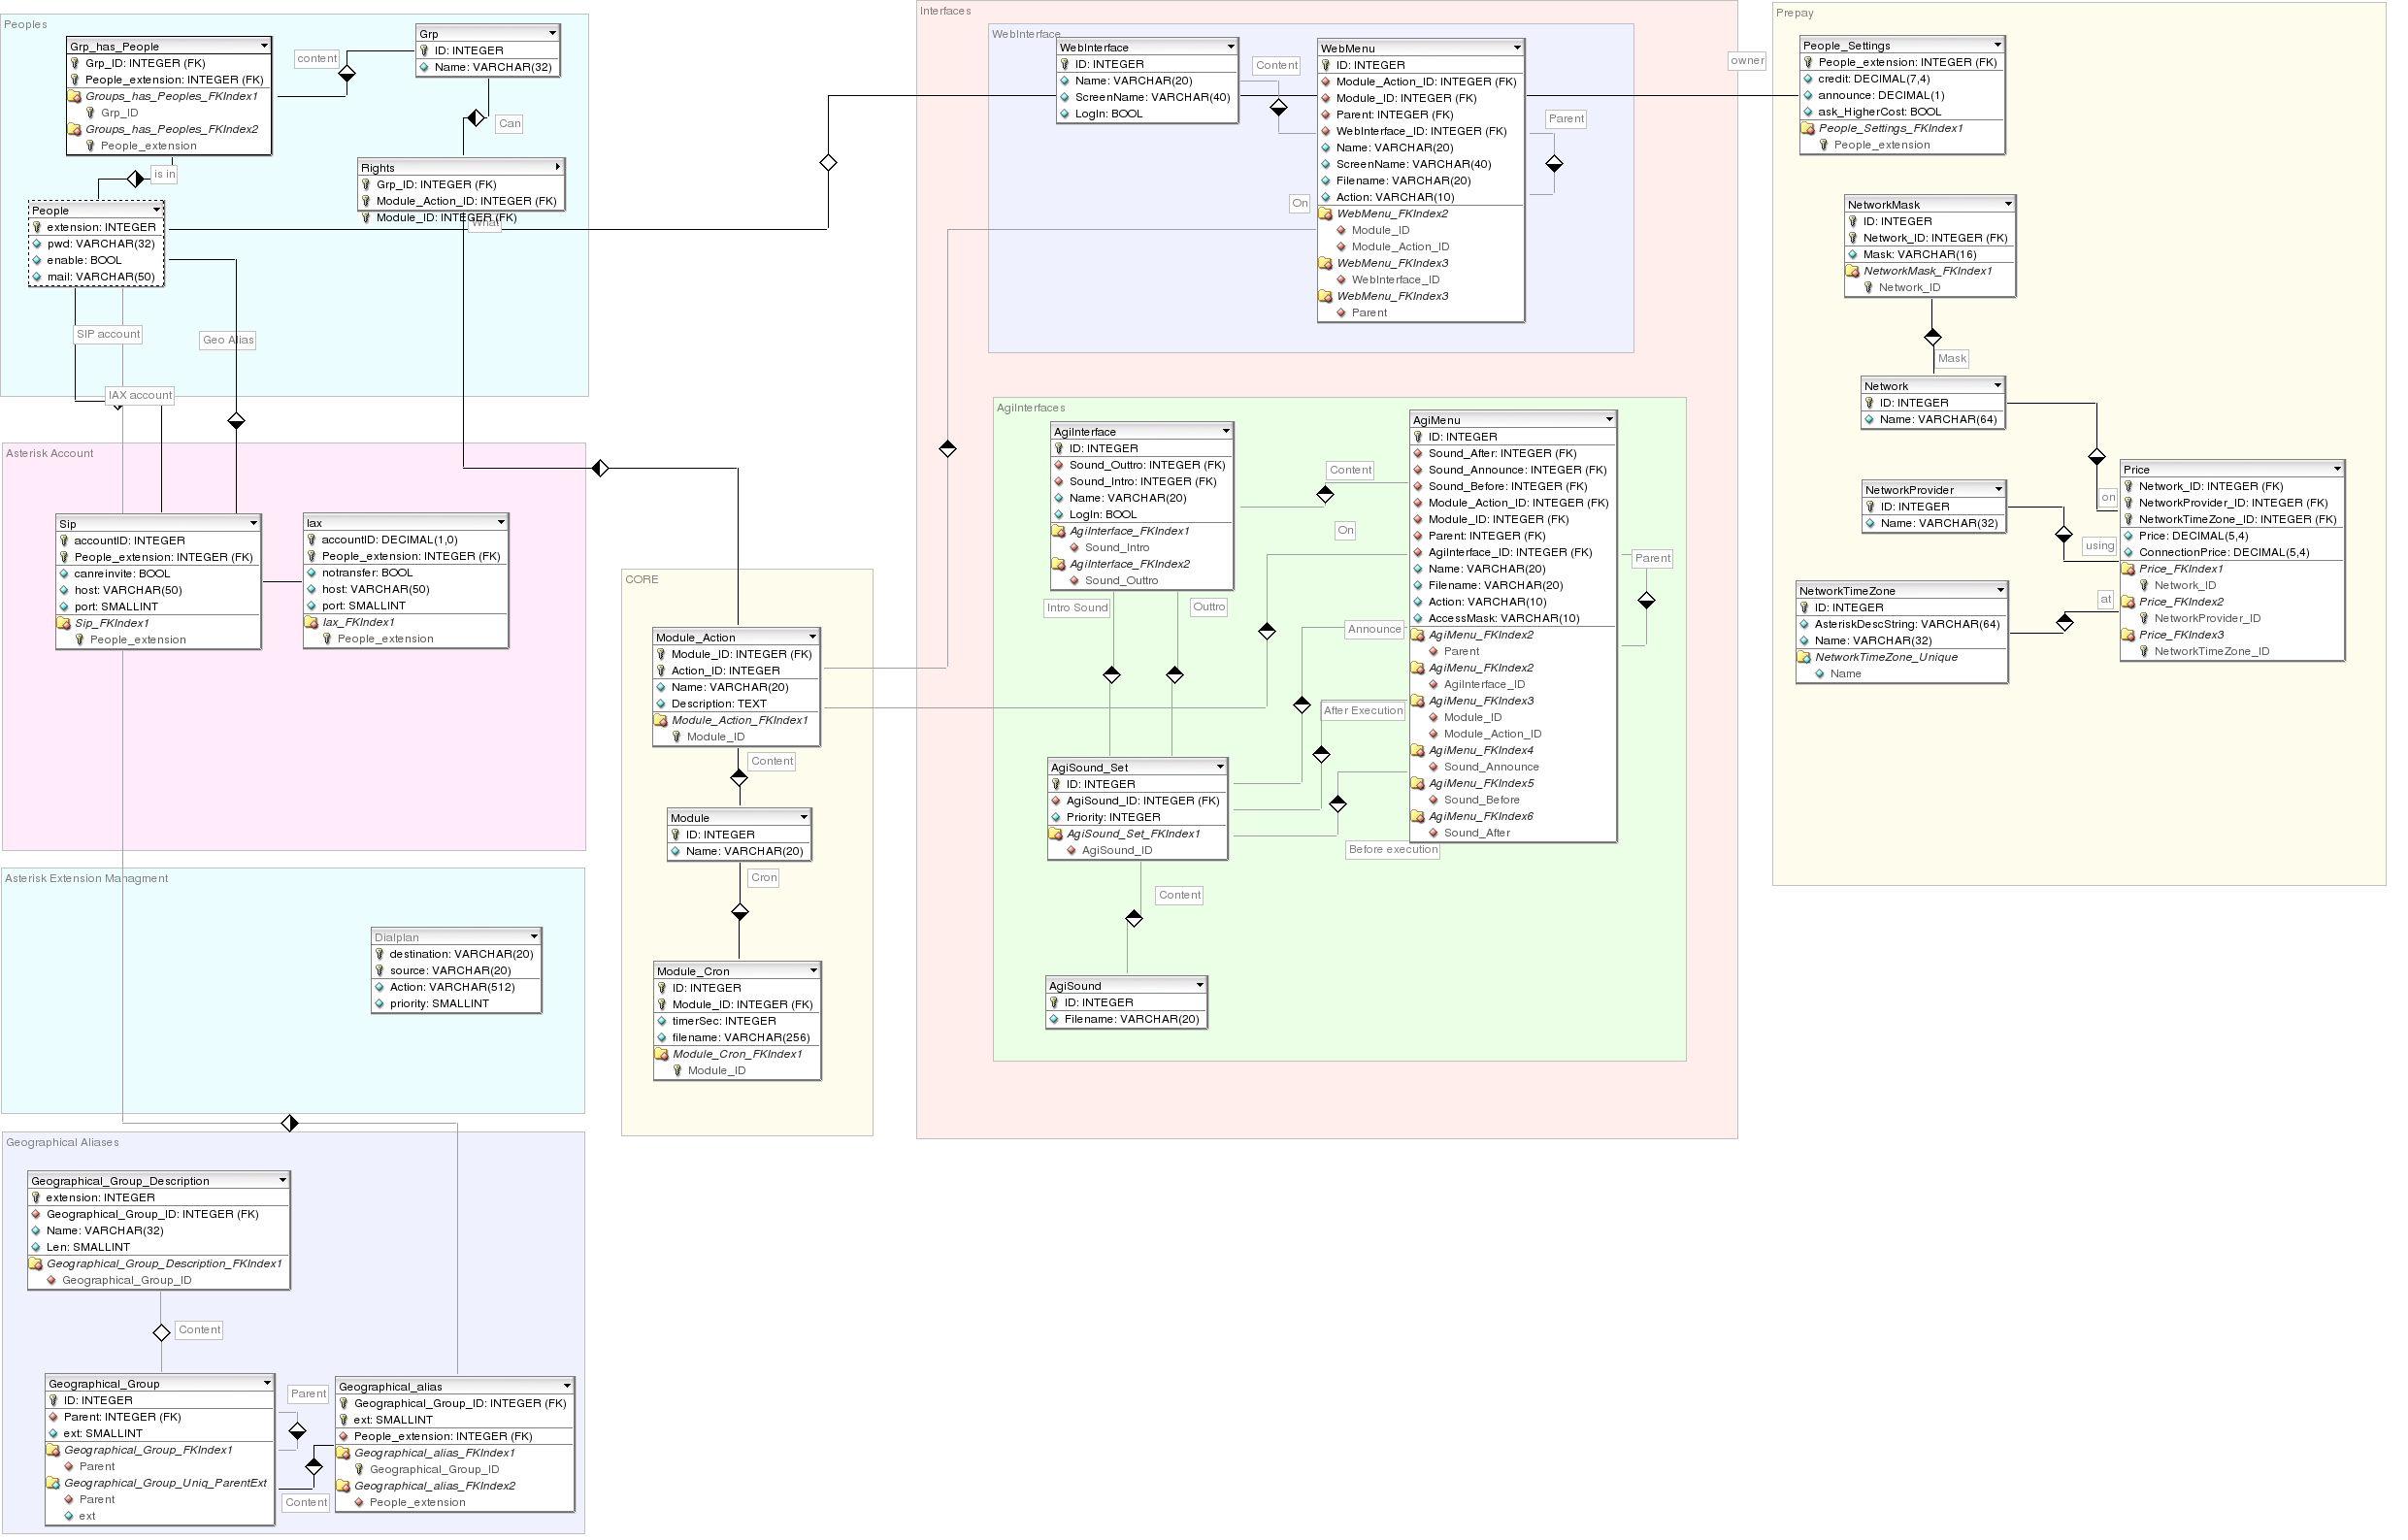 Peoples
Grp_has_People
Grp_ID: INTEGER (FK)
People_extension: INTEGER (FK)
Groups_has_Peoples_FKIndex1
Grp_ID
Groups_has_Peoples_FKIndex2
People_extension
content
Grp
ID: INTEGER
Name: VARCHAR(32)
Can
Rights
Grp_ID: INTEGER (FK)
Module_Action_ID: INTEGER (FK)
Module_ID: INTEGER (FK)
What
is in
People
extension: INTEGER
pwd: VARCHAR(32)
enable: BOOL
mail: VARCHAR(50)
SIP account
Geo Alias
IAX account
Asterisk Account
Sip
accountID: INTEGER
People_extension: INTEGER (FK)
canreinvite: BOOL
host: VARCHAR(50)
port: SMALLINT
Sip_FKIndex1
People_extension
Iax
accountID: DECIMAL(1,0)
People_extension: INTEGER (FK)
notransfer: BOOL
host: VARCHAR(50)
port: SMALLINT
Iax_FKIndex1
People_extension
Asterisk Extension Managment
Dialplan
destination: VARCHAR(20)
source: VARCHAR(20)
Action: VARCHAR(512)
priority: SMALLINT
Geographical Aliases
Geographical_Group_Description
extension: INTEGER
Geographical_Group_ID: INTEGER (FK)
Name: VARCHAR(32)
Len: SMALLINT
Geographical_Group_Description_FKIndex1
Geographical_Group_ID
Content
Geographical_Group
ID: INTEGER
Parent: INTEGER (FK)
ext: SMALLINT
Geographical_Group_FKIndex1
Parent
Geographical_Group_Uniq_ParentExt
Parent
ext
Parent
Content
Geographical_alias
Geographical_Group_ID: INTEGER (FK)
ext: SMALLINT
People_extension: INTEGER (FK)
Geographical_alias_FKIndex1
Geographical_Group_ID
Geographical_alias_FKIndex2
People_extension
CORE
Module_Action
Module_ID: INTEGER (FK)
Action_ID: INTEGER
Name: VARCHAR(20)
Description: TEXT
Module_Action_FKIndex1
Module_ID
Content
Module
ID: INTEGER
Name: VARCHAR(20)
Cron
Module_Cron
ID: INTEGER
Module_ID: INTEGER (FK)
timerSec: INTEGER
filename: VARCHAR(256)
Module_Cron_FKIndex1
Module_ID
Interfaces
WebInterface
WebInterface
ID: INTEGER
Name: VARCHAR(20)
ScreenName: VARCHAR(40)
LogIn: BOOL
Content
On
WebMenu
ID: INTEGER
Module_Action_ID: INTEGER (FK)
Module_ID: INTEGER (FK)
Parent: INTEGER (FK)
WebInterface_ID: INTEGER (FK)
Name: VARCHAR(20)
ScreenName: VARCHAR(40)
Filename: VARCHAR(20)
Action: VARCHAR(10)
WebMenu_FKIndex2
Module_ID
Module_Action_ID
WebMenu_FKIndex3
WebInterface_ID
WebMenu_FKIndex3
Parent
Parent
AgiInterfaces
AgiInterface
ID: INTEGER
Sound_Outtro: INTEGER (FK)
Sound_Intro: INTEGER (FK)
Name: VARCHAR(20)
LogIn: BOOL
AgiInterface_FKIndex1
Sound_Intro
AgiInterface_FKIndex2
Sound_Outtro
Content
On
Intro Sound
Outtro
Announce
After Execution
Before execution
AgiMenu
ID: INTEGER
Sound_After: INTEGER (FK)
Sound_Announce: INTEGER (FK)
Sound_Before: INTEGER (FK)
Module_Action_ID: INTEGER (FK)
Module_ID: INTEGER (FK)
Parent: INTEGER (FK)
AgiInterface_ID: INTEGER (FK)
Name: VARCHAR(20)
Filename: VARCHAR(20)
Action: VARCHAR(10)
AccessMask: VARCHAR(10)
AgiMenu_FKIndex2
Parent
AgiMenu_FKIndex2
AgiInterface_ID
AgiMenu_FKIndex3
Module_ID
Module_Action_ID
AgiMenu_FKIndex4
Sound_Announce
AgiMenu_FKIndex5
Sound_Before
AgiMenu_FKIndex6
Sound_After
Parent
AgiSound_Set
ID: INTEGER
AgiSound_ID: INTEGER (FK)
Priority: INTEGER
AgiSound_Set_FKIndex1
AgiSound_ID
Content
AgiSound
ID: INTEGER
Filename: VARCHAR(20)
owner
Prepay
People_Settings
People_extension: INTEGER (FK)
credit: DECIMAL(7,4)
announce: DECIMAL(1)
ask_HigherCost: BOOL
People_Settings_FKIndex1
People_extension
NetworkMask
ID: INTEGER
Network_ID: INTEGER (FK)
Mask: VARCHAR(16)
NetworkMask_FKIndex1
Network_ID
Mask
Network
ID: INTEGER
Name: VARCHAR(64)
NetworkProvider
ID: INTEGER
Name: VARCHAR(32)
NetworkTimeZone
ID: INTEGER
AsteriskDescString: VARCHAR(64)
Name: VARCHAR(32)
NetworkTimeZone_Unique
Name
on
using
at
Price
Network_ID: INTEGER (FK)
NetworkProvider_ID: INTEGER (FK)
NetworkTimeZone_ID: INTEGER (FK)
Price: DECIMAL(5,4)
ConnectionPrice: DECIMAL(5,4)
Price_FKIndex1
Network_ID
Price_FKIndex2
NetworkProvider_ID
Price_FKIndex3
NetworkTimeZone_ID